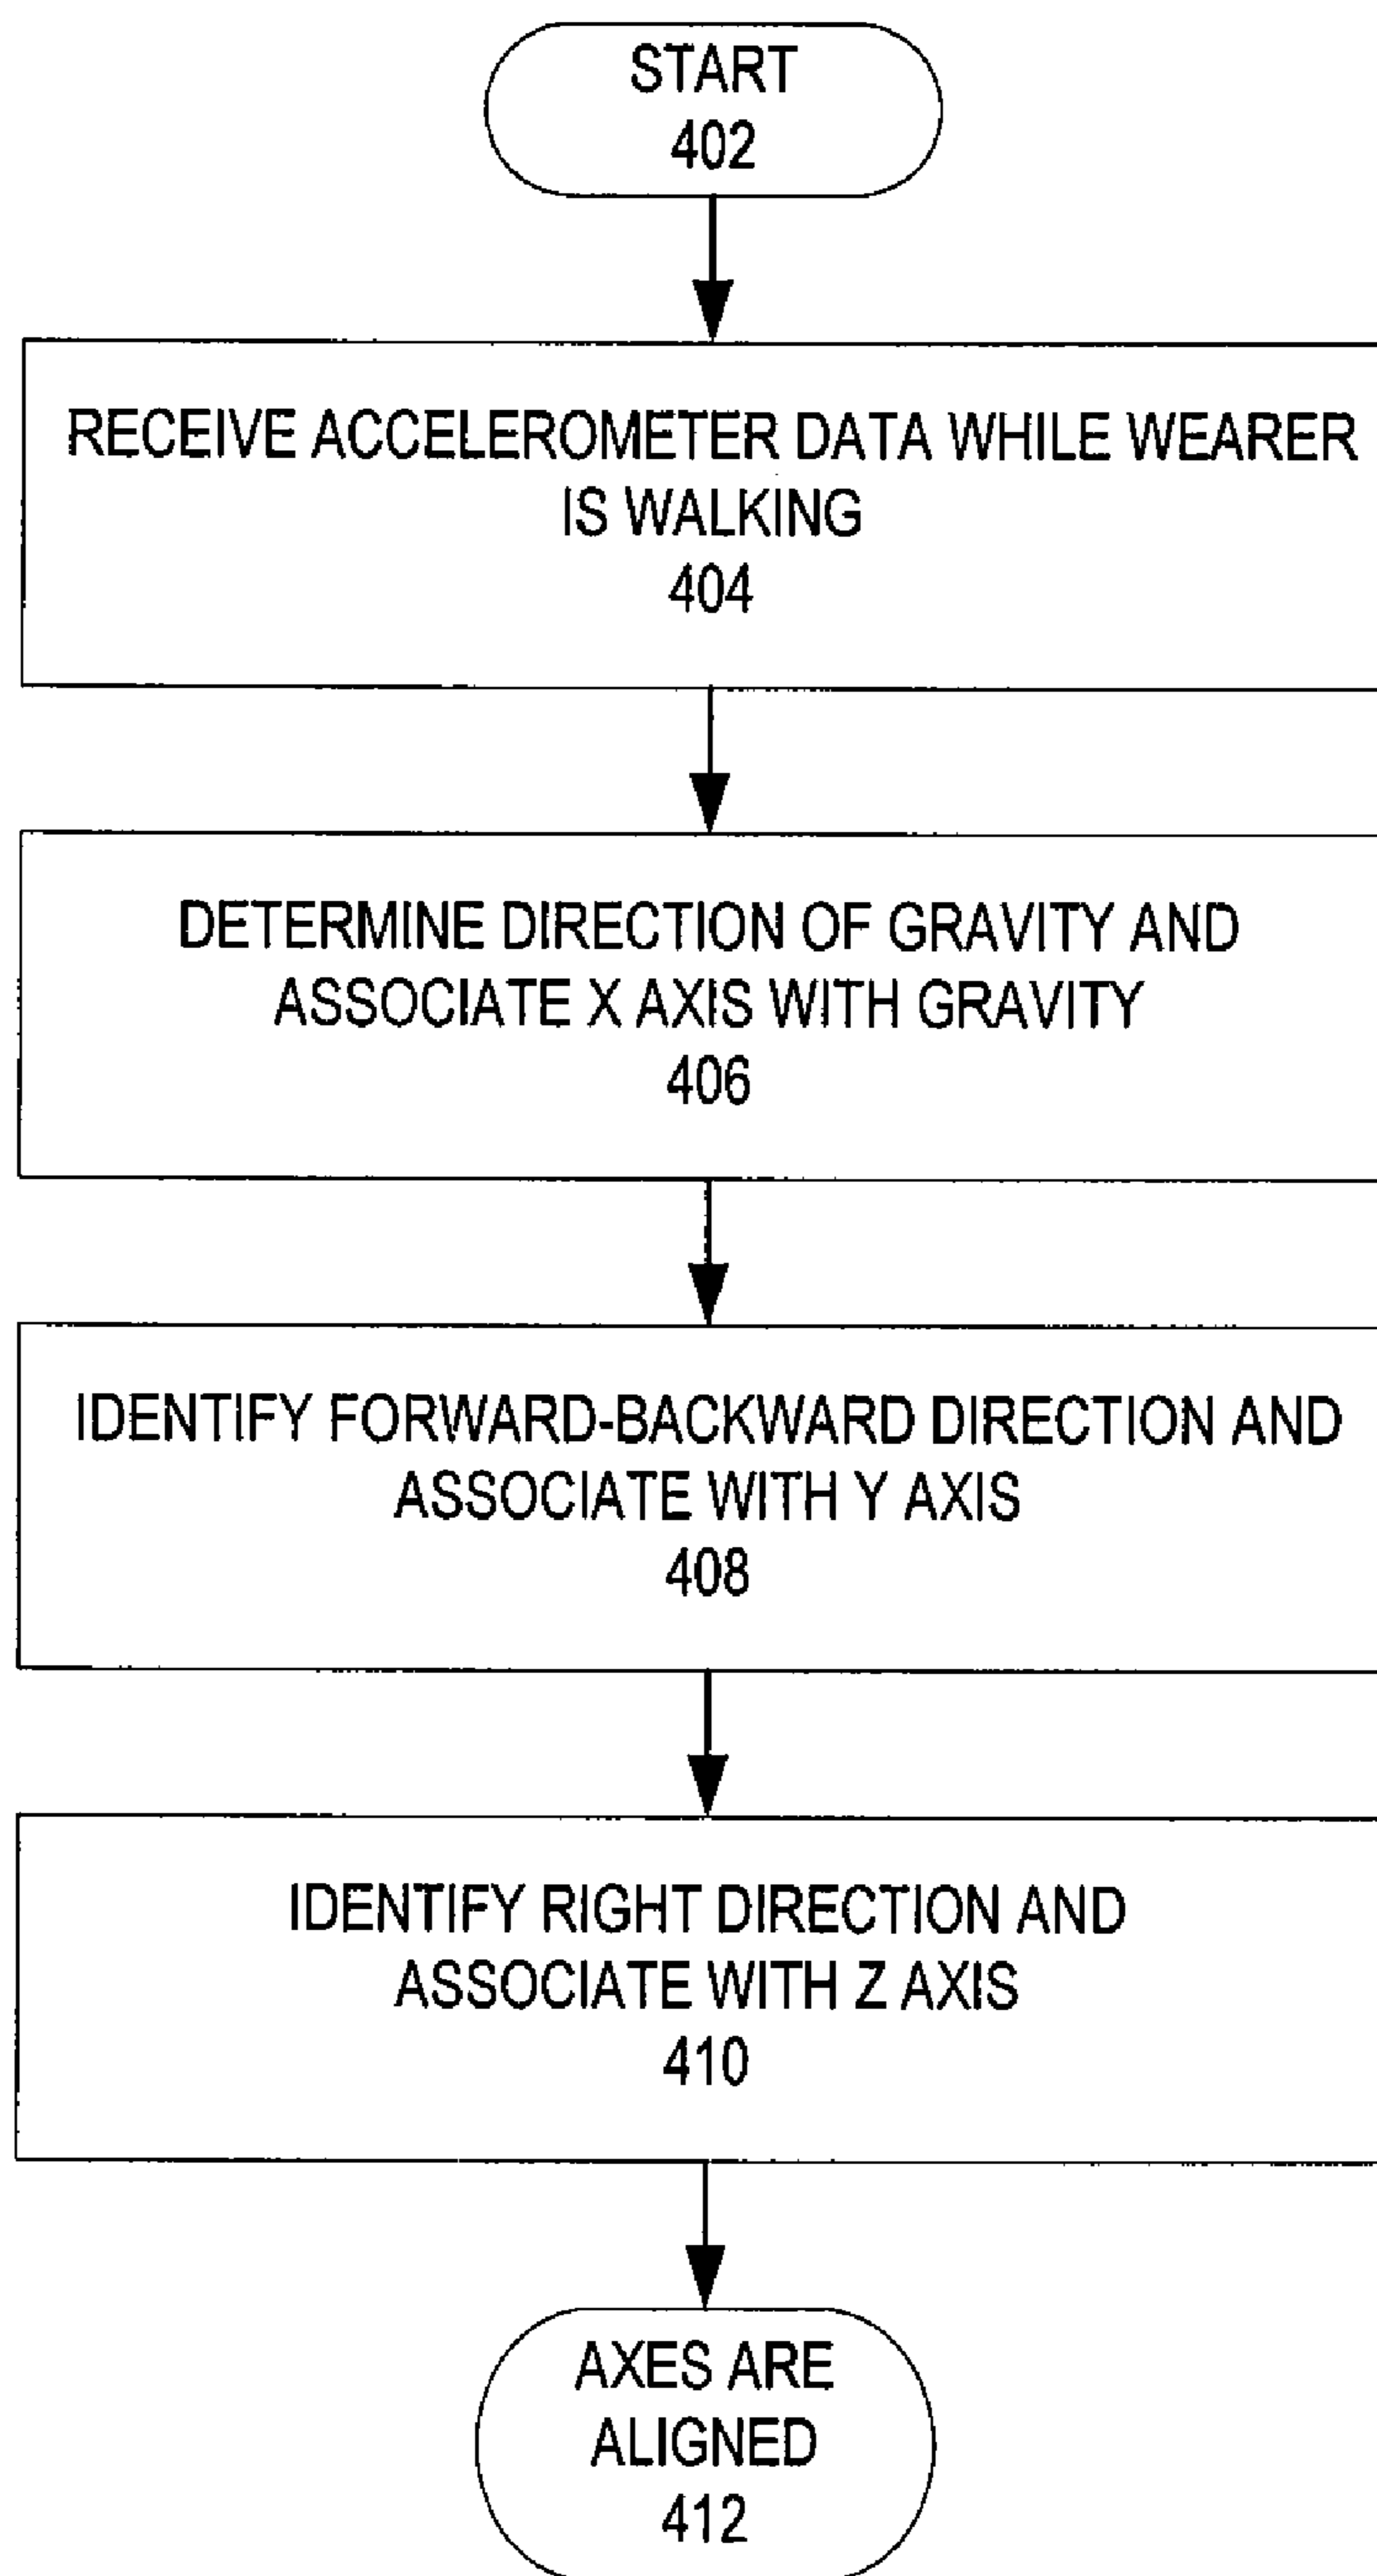 START
402
RECEIVE ACCELEROMETER DATA WHILE WEARER
IS WALKING
404
DETERMINE DIRECTION OF GRAVITY AND
ASSOCIATE X AXIS WITH GRAVITY
406
IDENTIFY FORWARD-BACKWARD DIRECTION AND
ASSOCIATE WITH Y AXIS
408
IDENTIFY RIGHT DIRECTION AND
ASSOCIATE WITH Z AXIS
410
AXES ARE
ALIGNED
412